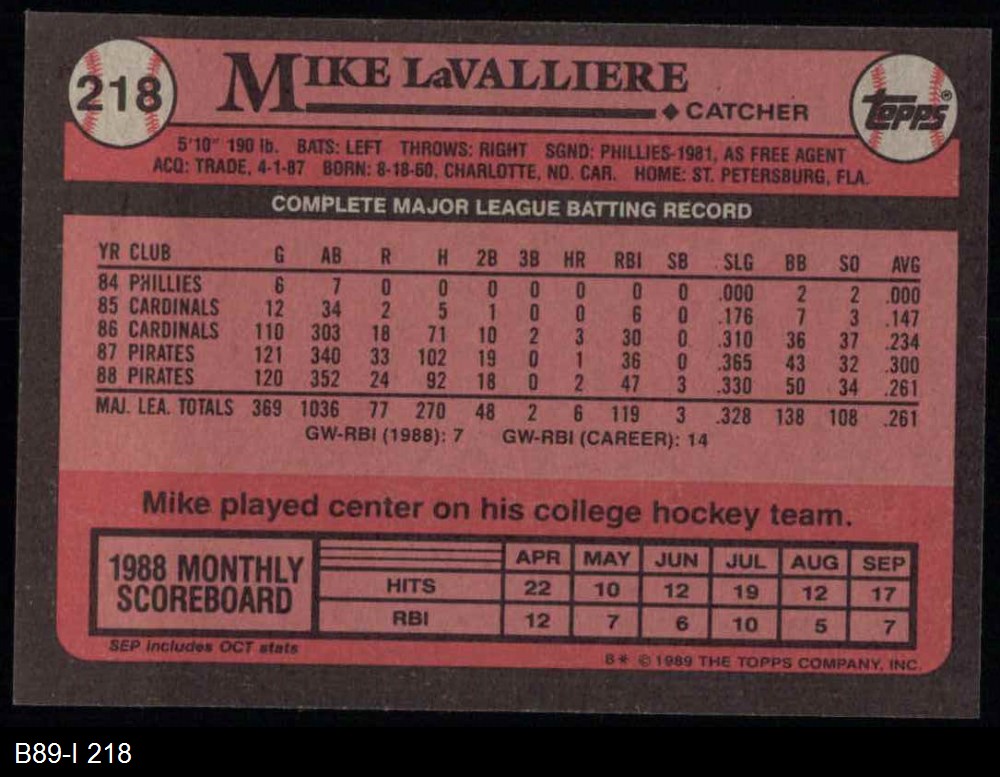 218
MIKE LaVALLIERE
◆ CATCHER
Topps®
5'10" 190 lb. BATS: LEFT THROWS: RIGHT SGND: PHILLIES-1981, AS FREE AGENT
ACQ: TRADE, 4-1-87 BORN: 8-18-60, CHARLOTTE, NO. CAR. HOME: ST. PETERSBURG, FLA.
COMPLETE MAJOR LEAGUE BATTING RECORD
YR CLUB G AB R H 2B 3B HR RBI SB SLG BB SO AVG
84 PHILLIES 6 7 0 0 0 0 0 0 0 .000 2 2 .000
85 CARDINALS 12 34 2 5 1 0 0 6 0 .176 7 3 .147
86 CARDINALS 110 303 18 71 10 2 3 30 0 .310 36 37 .234
87 PIRATES 121 340 33 102 19 0 1 36 0 .365 43 32 .300
88 PIRATES 120 352 24 92 18 0 2 47 3 .330 50 34 .261
MAJ. LEA. TOTALS 369 1036 77 270 48 2 6 119 3 .328 138 108 .261
GW-RBI (1988): 7 GW-RBI (CAREER): 14
Mike played center on his college hockey team.
1988 MONTHLY SCOREBOARD
APR MAY JUN JUL AUG SEP
HITS 22 10 12 19 12 17
RBI 12 7 6 10 5 7
SEP includes OCT stats
B* © 1989 THE TOPPS COMPANY, INC.
B89-I 218